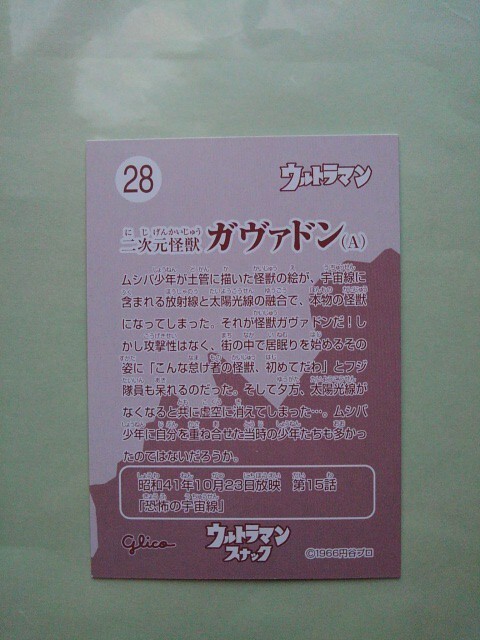 28
ウルトラマン
二次元怪獣 ガヴァドン(A)
ムシバ少年が土管に描いた怪獣の絵が、宇宙線に
含まれる放射線と太陽光線の融合で、本物の怪獣
になってしまった。それが怪獣ガヴァドンだ!し
かし攻撃性はなく、街の中で居眠りを始めるその
姿に「こんな怠け者の怪獣、初めてだわ」とフジ
隊員も呆れるのだった。そして夕方、太陽光線が
なくなると共に虚空に消えてしまった…。ムシバ
少年に自分を重ね合せた当時の少年たちも多かっ
たのではないだろうか。
昭和41年10月23日放映 第15話
「恐怖の宇宙線」
glico
ウルトラマン
スナック
©1966円谷プロ